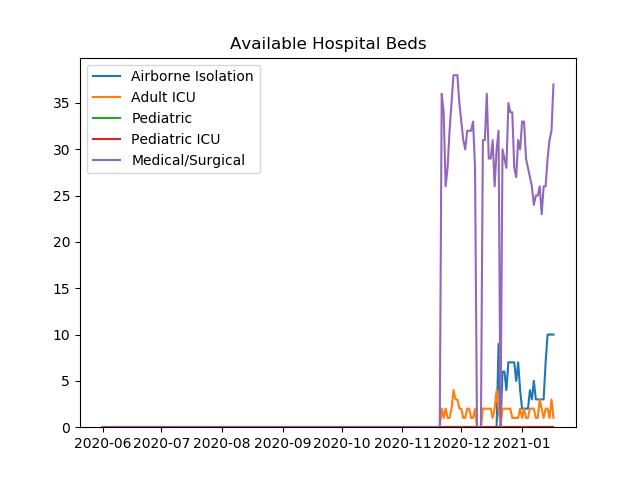 Available Hospital Beds
Airborne Isolation
Adult ICU
Pediatric
Pediatric ICU
Medical/Surgical
35
30
25
20
15
10
5
0
2020-06 2020-07 2020-08 2020-09 2020-10 2020-11 2020-12 2021-01